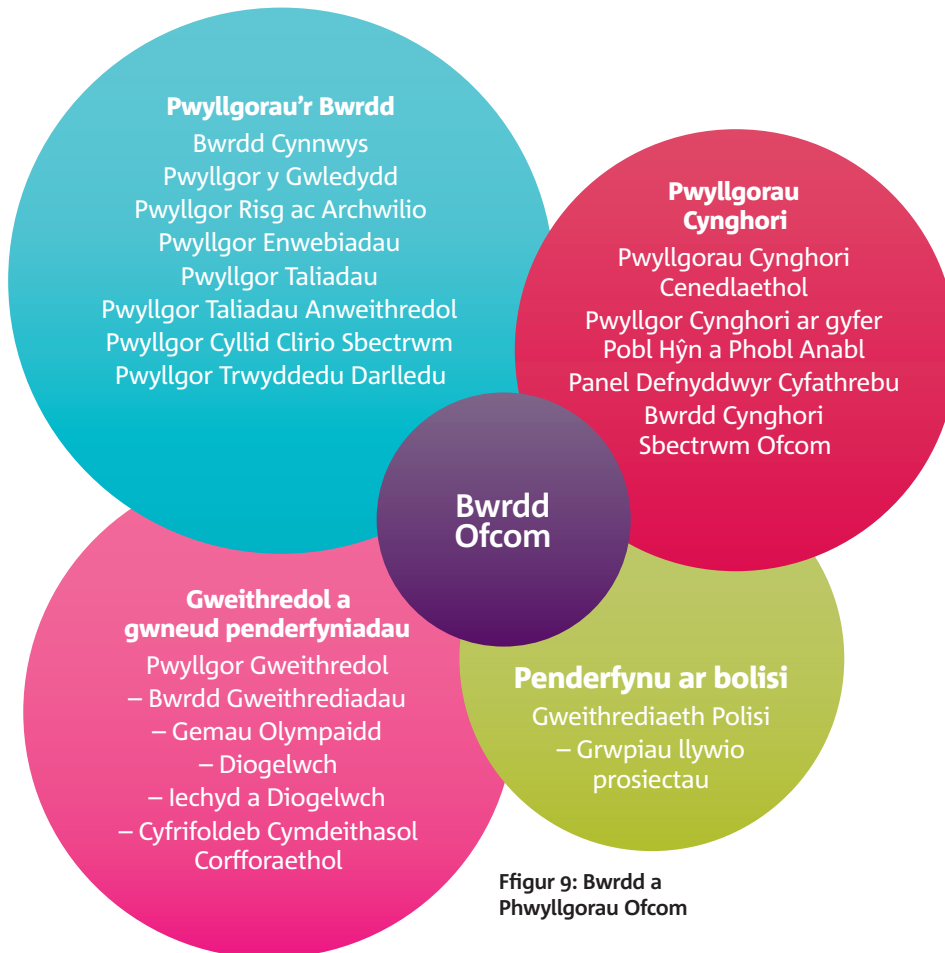 Pwyllgorau'r Bwrdd
Bwrdd Cynnwys
Pwyllgor y Gwledydd
Pwyllgor Risg ac Archwilio
Pwyllgor Enwebiadau
Pwyllgor Taliadau
Pwyllgor Taliadau Anweithredol
Pwyllgor Cyllid Clirio Sbectrwm
Pwyllgor Trwyddedu Darlledu
Pwyllgorau
Cynghori
Pwyllgorau Cynghori
Cenedlaethol
Pwyllgor Cynghori ar gyfer
Pobl Hŷn a Phobl Anabl
Panel Defnyddwyr Cyfathrebu
Bwrdd Cynghori
Sbectrwm Ofcom
Bwrdd
Ofcom
Gweithredol a
gwneud penderfyniadau
Pwyllgor Gweithredol
– Bwrdd Gweithrediadau
– Gemau Olympaidd
– Diogelwch
– Iechyd a Diogelwch
– Cyfrifoldeb Cymdeithasol
Corfforaethol
Penderfynu ar bolisi
Gweithrediaeth Polisi
– Grwpiau llywio
prosiectau
Ffigur 9: Bwrdd a
Phwyllgorau Ofcom